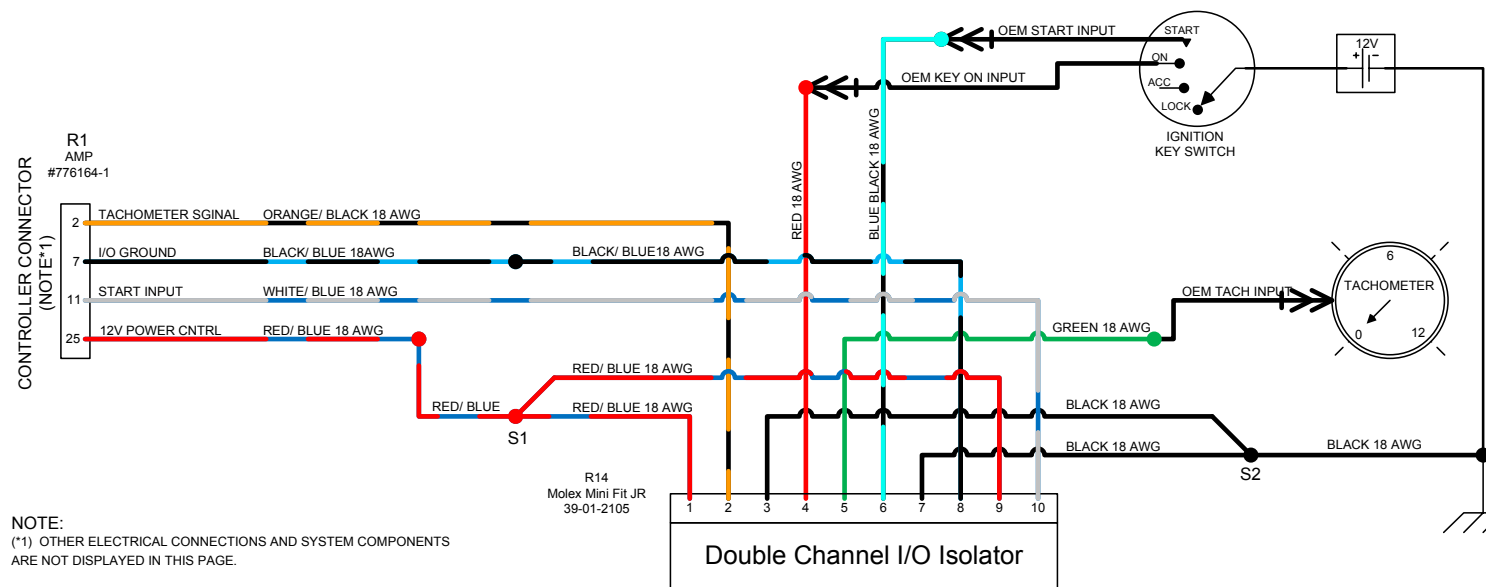 OEM START INPUT
START
12V
+ -
ON
OEM KEY ON INPUT
ACC
LOCK
IGNITION
KEY SWITCH
R1
AMP
#776164-1
CONTROLLER CONNECTOR
(NOTE*1)
RED 18 AWG
BLUE BLACK 18 AWG
2 TACHOMETER SGINAL ORANGE/ BLACK 18 AWG
7 I/O GROUND BLACK/ BLUE 18AWG BLACK/ BLUE18 AWG
11 START INPUT WHITE/ BLUE 18 AWG
25 12V POWER CNTRL RED/ BLUE 18 AWG
OEM TACH INPUT
6
TACHOMETER
0 12
GREEN 18 AWG
RED/ BLUE 18 AWG
RED/ BLUE RED/ BLUE 18 AWG
S1
BLACK 18 AWG
BLACK 18 AWG
BLACK 18 AWG
S2
R14
Molex Mini Fit JR
39-01-2105
1 2 3 4 5 6 7 8 9 10
Double Channel I/O Isolator
NOTE:
(*1) OTHER ELECTRICAL CONNECTIONS AND SYSTEM COMPONENTS
ARE NOT DISPLAYED IN THIS PAGE.